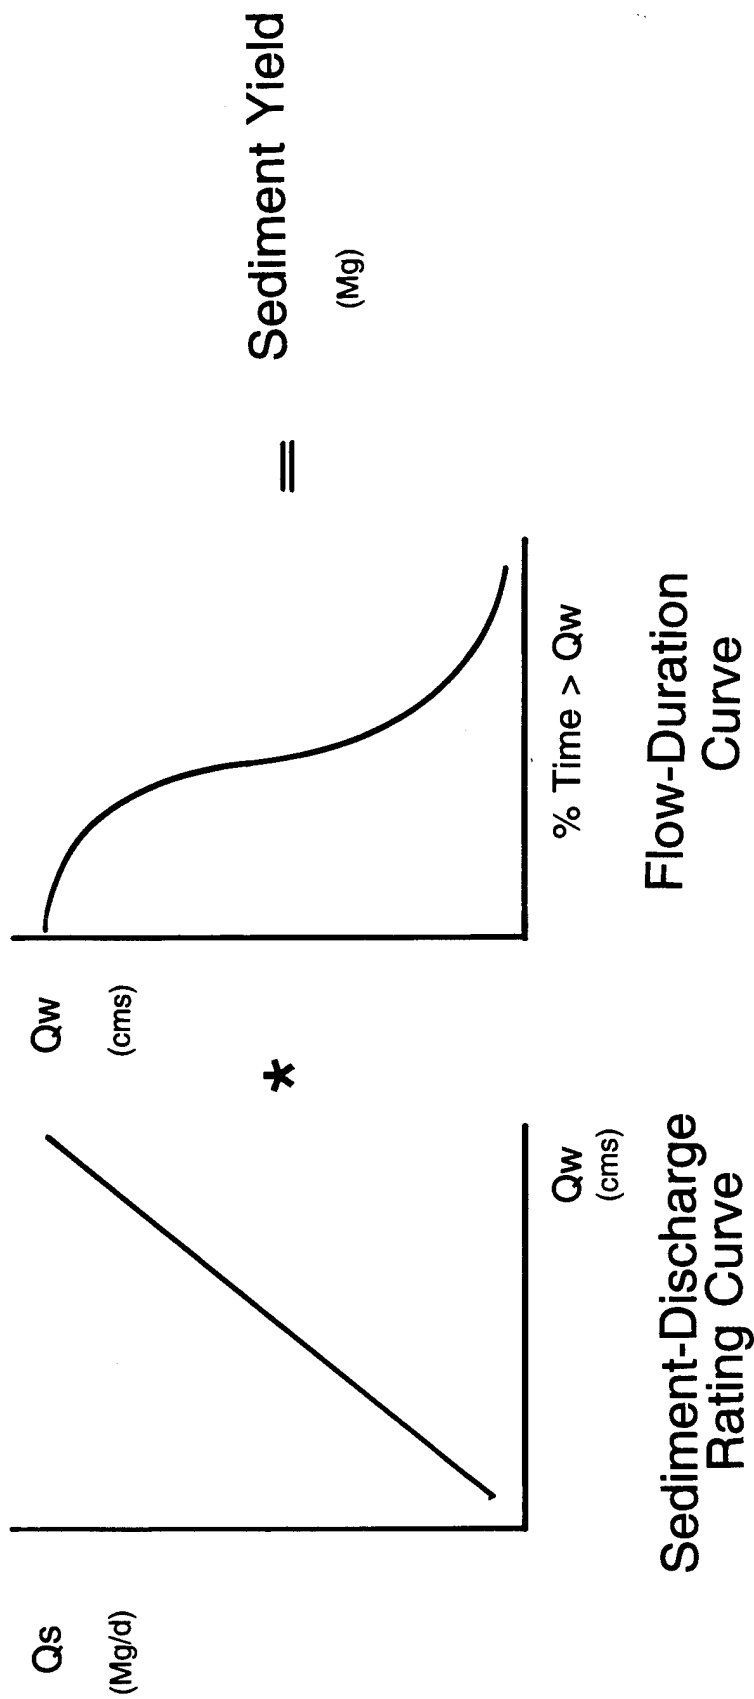 Qs
(Mg/d)
Qw
(cms)
Sediment-Discharge
Rating Curve
*
Qw
(cms)
% Time > Qw
Flow-Duration
Curve
=
Sediment Yield
(Mg)